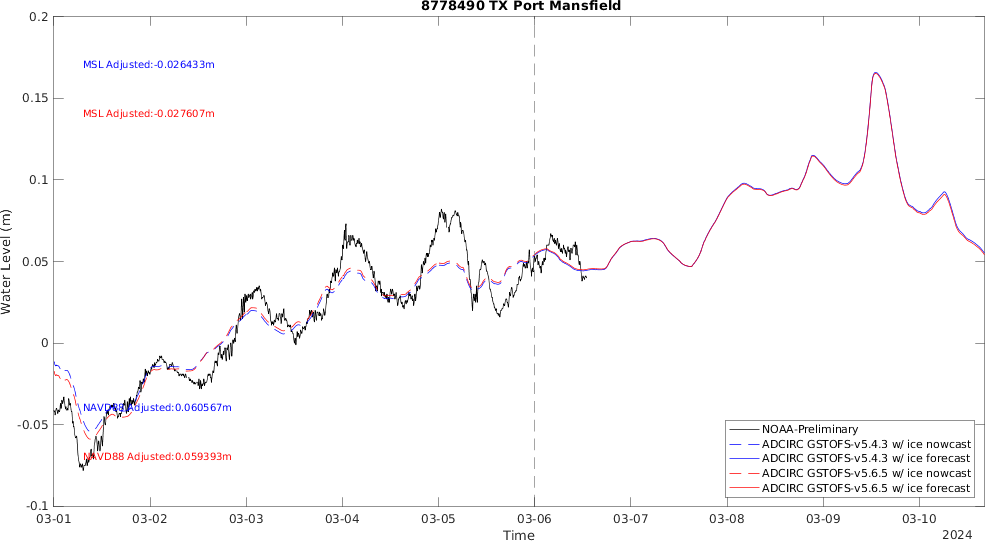 8778490 TX Port Mansfield
0.2
0.15
0.1
0.05
0
-0.05
-0.1
Water Level (m)
MSL Adjusted:-0.026433m
MSL Adjusted:-0.027607m
NAVD88 Adjusted:0.060567m
NAVD88 Adjusted:0.059393m
NOAA-Preliminary
ADCIRC GSTOFS-v5.4.3 w/ ice nowcast
ADCIRC GSTOFS-v5.4.3 w/ ice forecast
ADCIRC GSTOFS-v5.6.5 w/ ice nowcast
ADCIRC GSTOFS-v5.6.5 w/ ice forecast
03-01 03-02 03-03 03-04 03-05 03-06 03-07 03-08 03-09 03-10
Time
2024